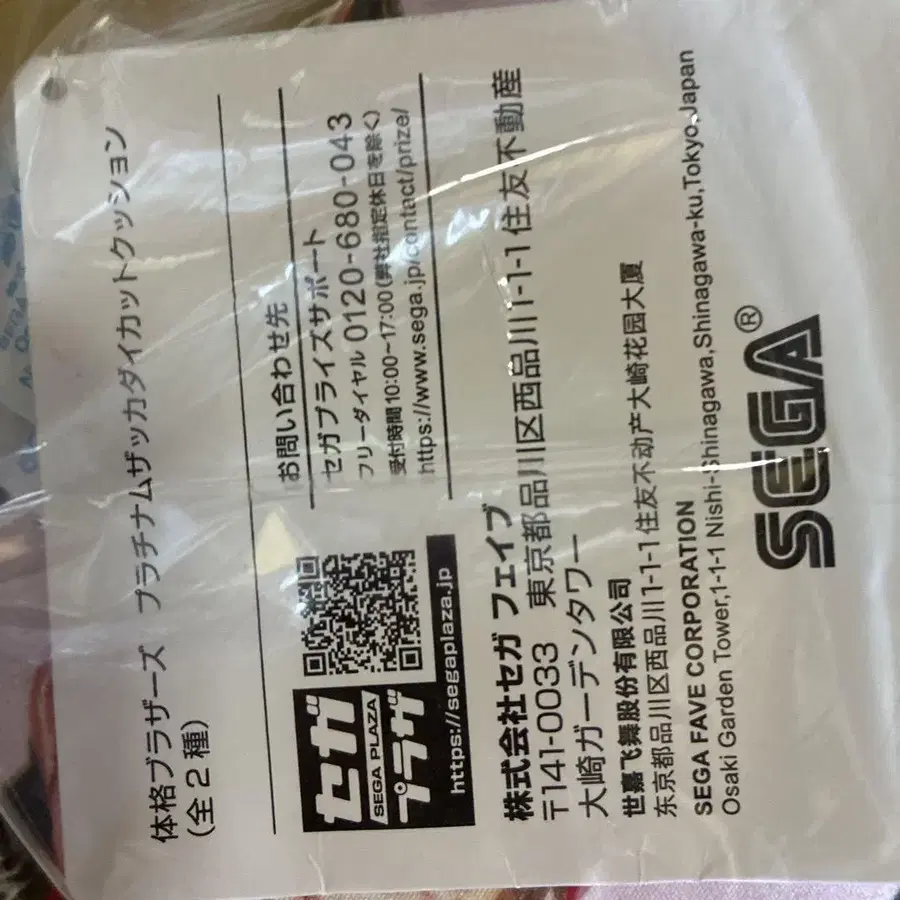 体格ブラザーズ プラチナムザッカダイカットクッション
(全2種)
セガ
SEGA PLAZA
プラザ
https://segaplaza.jp
お問い合わせ先
セガプライズサポート
フリーダイヤル 0120-680-043
受付時間 10:00~17:00(弊社指定休日を除く)
https://www.sega.jp/contact/prize/
株式会社セガ フェイブ
〒141-0033 東京都品川区西品川1-1-1 住友不動産
大崎ガーデンタワー
世嘉飞舞股份有限公司
东京都品川区西品川1-1-1住友不动产大崎花园大厦
SEGA FAVE CORPORATION
Osaki Garden Tower,1-1-1 Nishi-Shinagawa,Shinagawa-ku,Tokyo,Japan
SEGA®